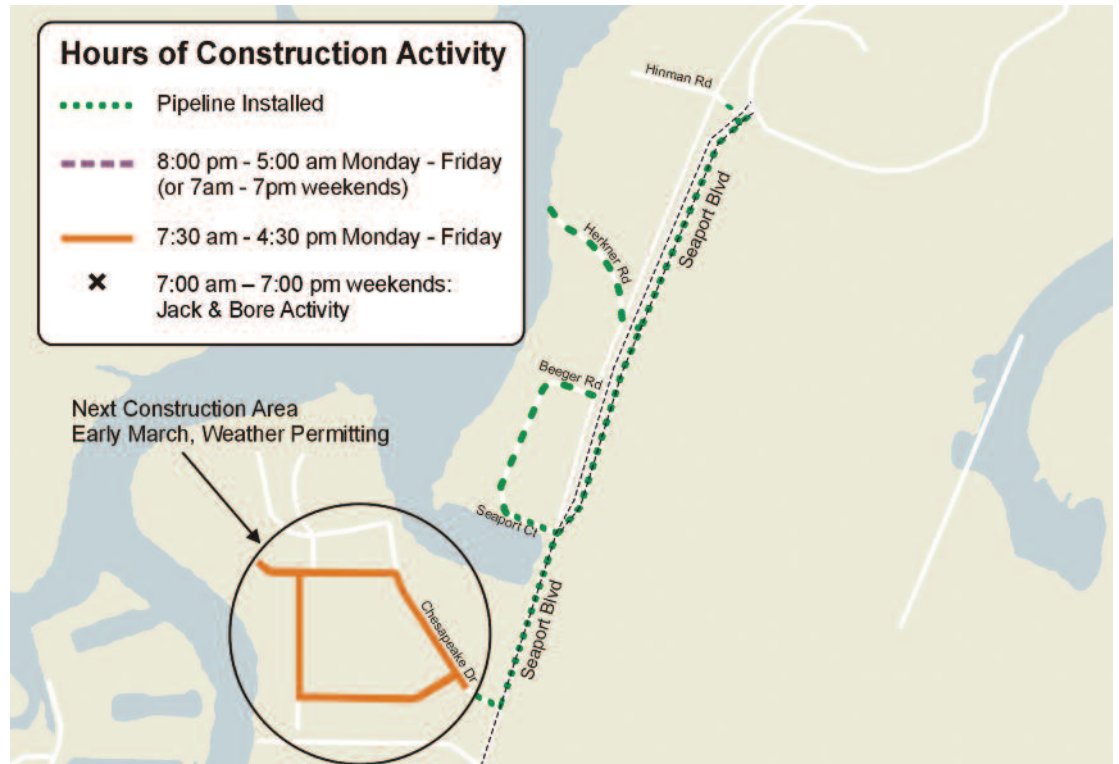 Hours of Construction Activity
Pipeline Installed
8:00 pm - 5:00 am Monday - Friday
(or 7am - 7pm weekends)
7:30 am - 4:30 pm Monday - Friday
7:00 am – 7:00 pm weekends:
Jack & Bore Activity
Hinman Rd
Seaport Blvd
Herkner Rd
Beeger Rd
Next Construction Area
Early March, Weather Permitting
Seaport Ct
Chesapeake Dr
Seaport Blvd